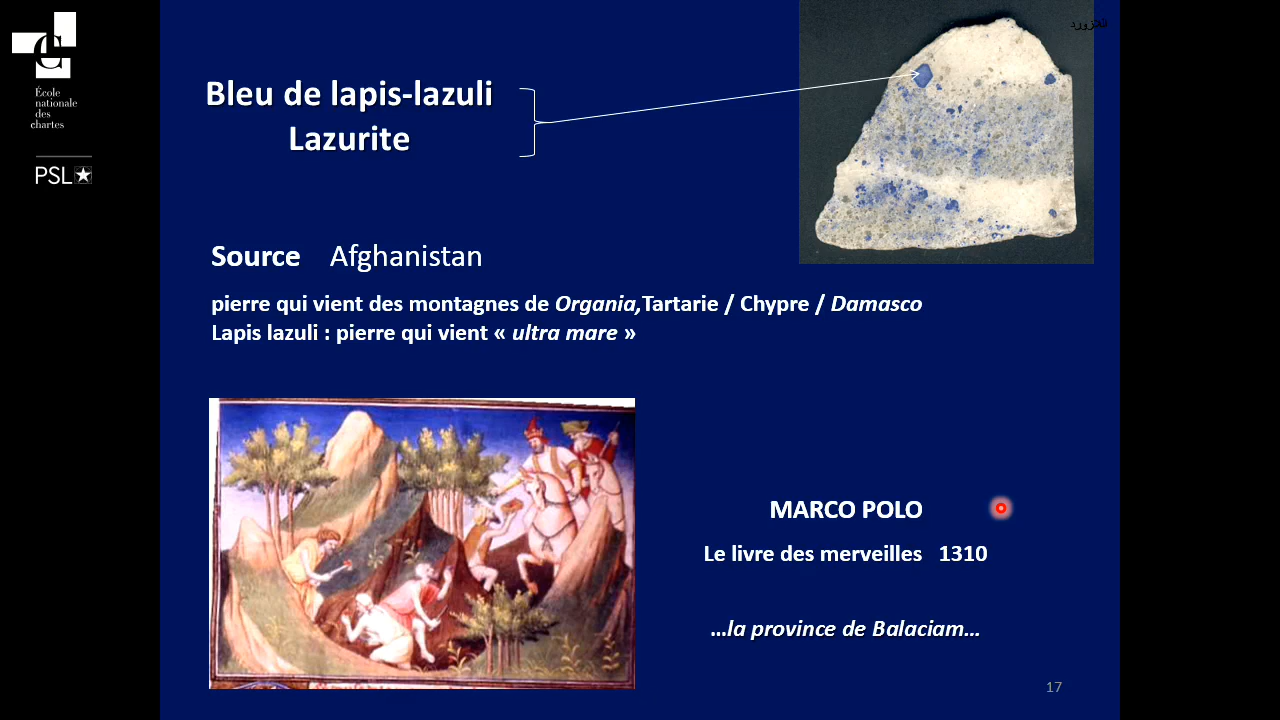 École
nationale
des
chartes
PSL
Bleu de lapis-lazuli
Lazurite
Source Afghanistan
pierre qui vient des montagnes de Organia,Tartarie / Chypre / Damasco
Lapis lazuli : pierre qui vient « ultra mare »
MARCO POLO
Le livre des merveilles 1310
…la province de Balaciam…
17